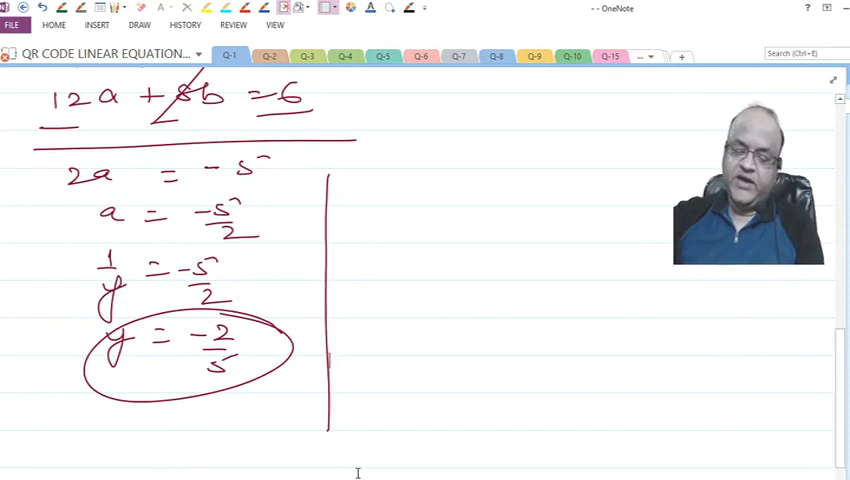 - - OneNote
FILE HOME INSERT DRAW HISTORY REVIEW VIEW
QR CODE LINEAR EQUATION... Q-1 Q-2 Q-3 Q-4 Q-5 Q-6 Q-7 Q-8 Q-9 Q-10 Q-15 ... + Search (Ctrl+E)
12a + 8b = 6
2a = -5
a = -5/2
1/y = -5/2
y = -2/5